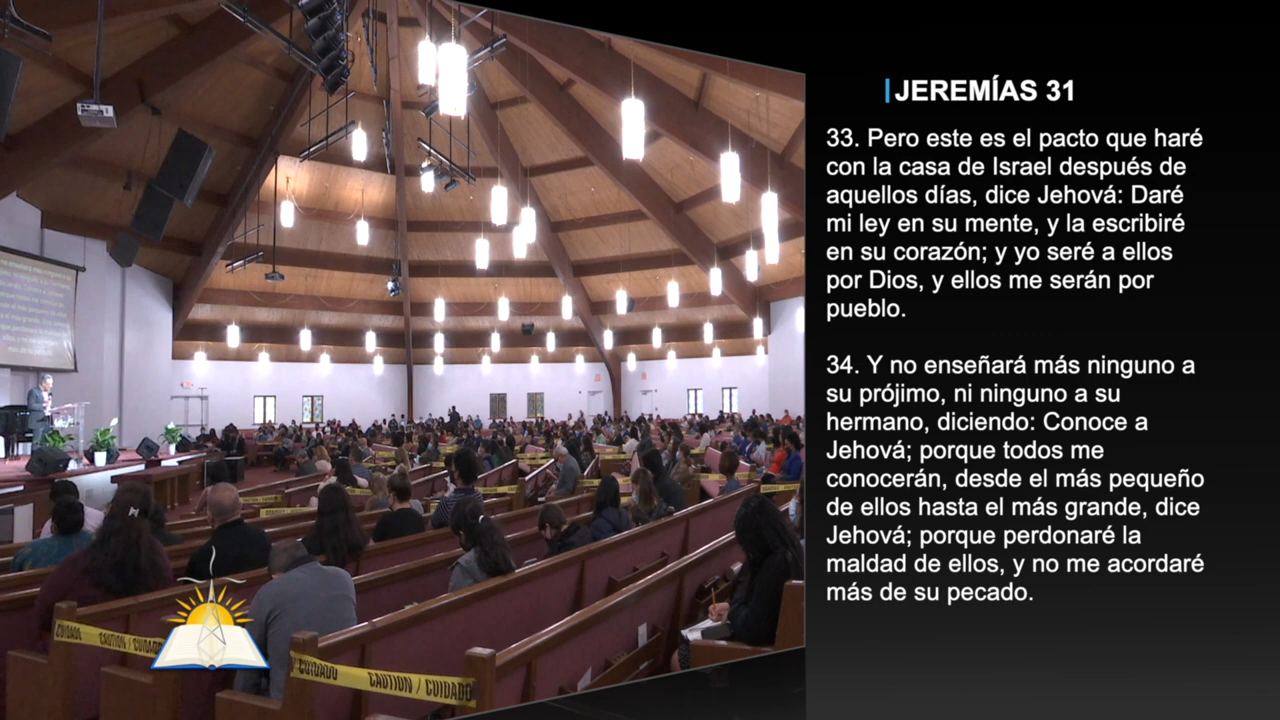 JEREMÍAS 31
33. Pero este es el pacto que haré
con la casa de Israel después de
aquellos días, dice Jehová: Daré
mi ley en su mente, y la escribiré
en su corazón; y yo seré a ellos
por Dios, y ellos me serán por
pueblo.
34. Y no enseñará más ninguno a
su prójimo, ni ninguno a su
hermano, diciendo: Conoce a
Jehová; porque todos me
conocerán, desde el más pequeño
de ellos hasta el más grande, dice
Jehová; porque perdonaré la
maldad de ellos, y no me acordaré
más de su pecado.
CUIDADO CAUTION / CUIDADO
CUIDADO CAUTION / CUIDADO